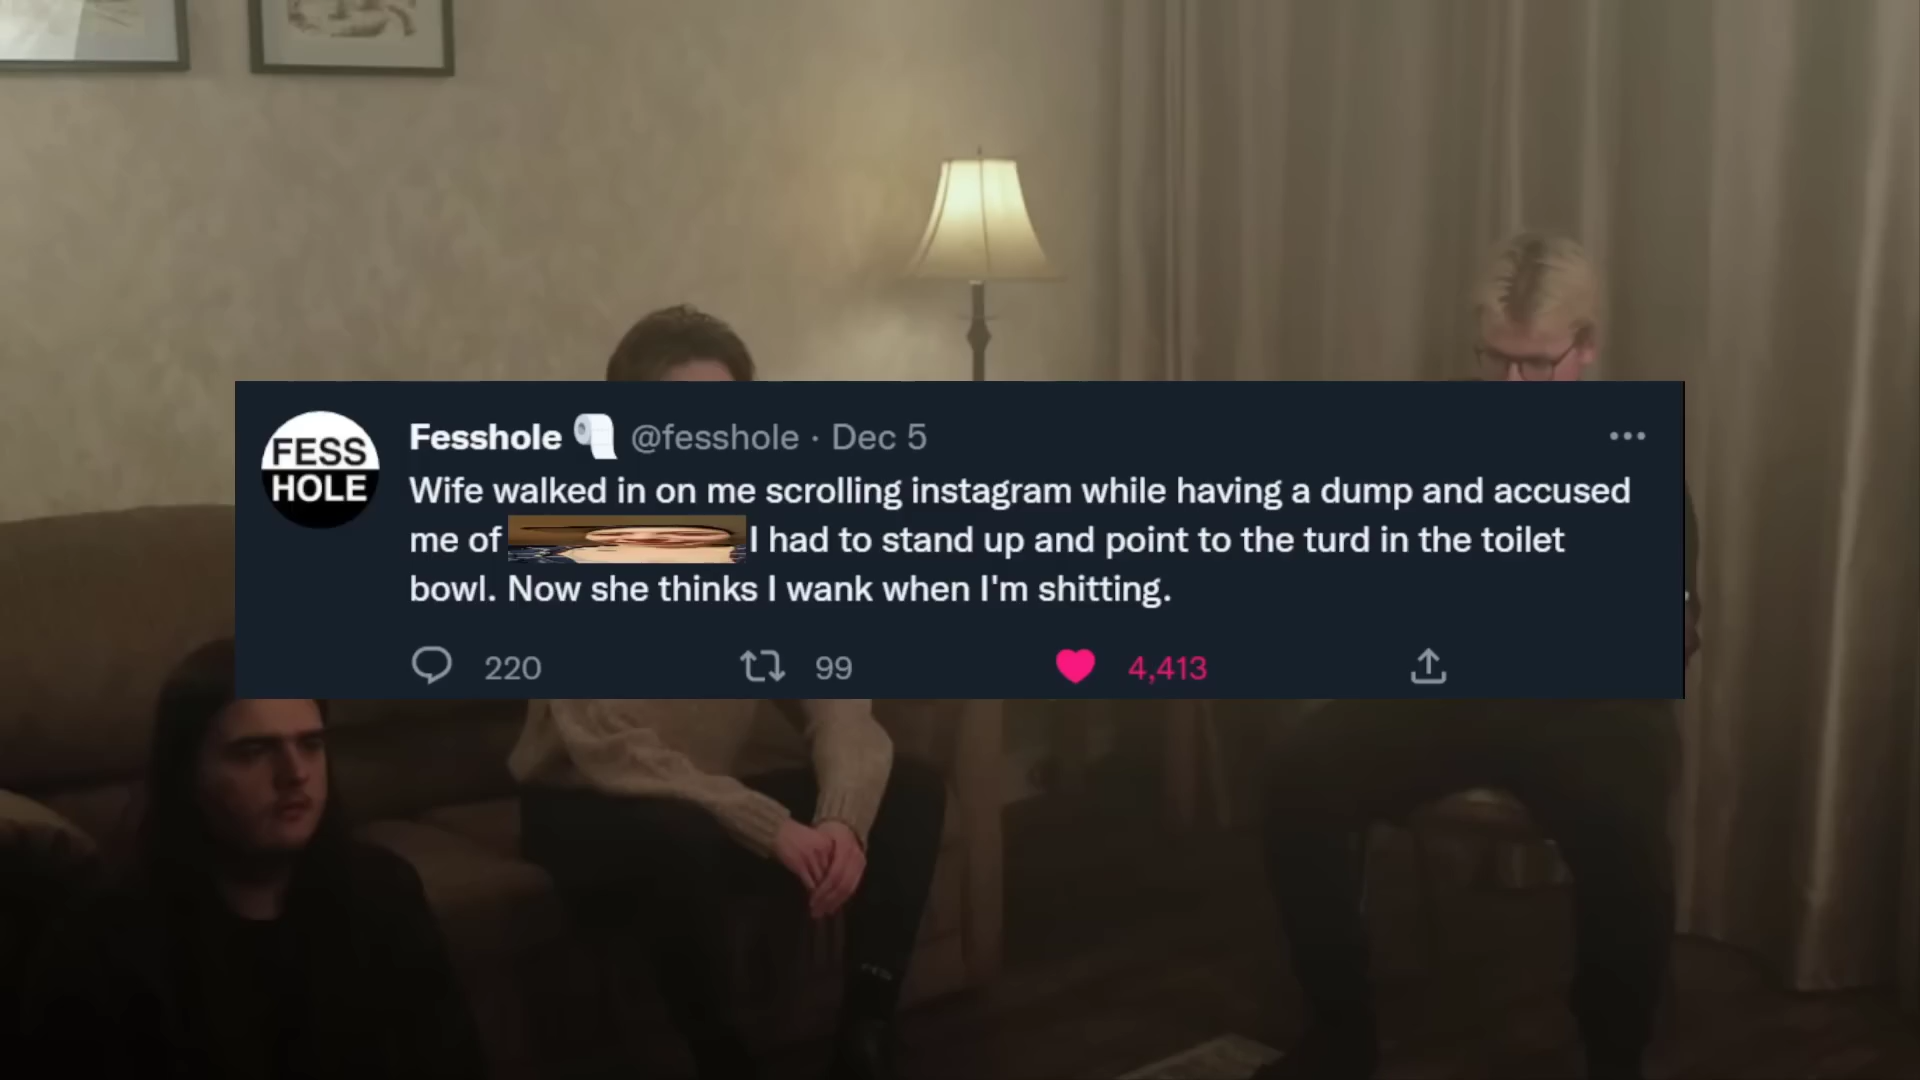 FESS
HOLE
Fesshole @fesshole · Dec 5
Wife walked in on me scrolling instagram while having a dump and accused
me of I had to stand up and point to the turd in the toilet
bowl. Now she thinks I wank when I'm shitting.
220 99 4,413